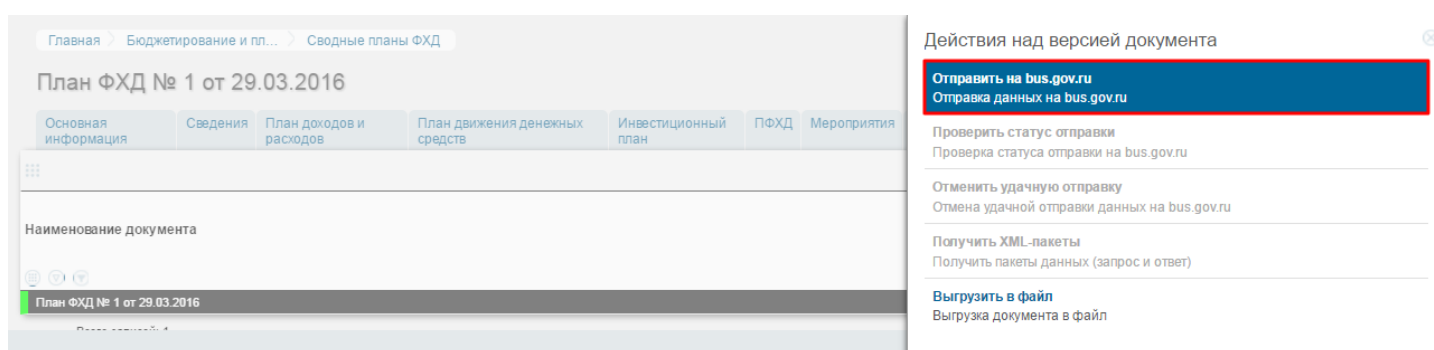 Главная Бюджетирование и пл... Сводные планы ФХД
План ФХД № 1 от 29.03.2016
Основная информация
Сведения
План доходов и расходов
План движения денежных средств
Инвестиционный план
ПФХД
Мероприятия
Наименование документа
План ФХД № 1 от 29.03.2016
Всего записей: 1
Действия над версией документа
Отправить на bus.gov.ru
Отправка данных на bus.gov.ru
Проверить статус отправки
Проверка статуса отправки на bus.gov.ru
Отменить удачную отправку
Отмена удачной отправки данных на bus.gov.ru
Получить XML-пакеты
Получить пакеты данных (запрос и ответ)
Выгрузить в файл
Выгрузка документа в файл